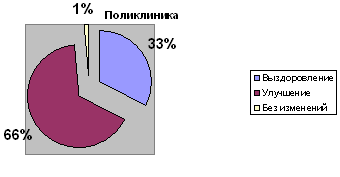 1%
Поликлиника
33%
66%
Выздоровление
Улучшение
Без изменений